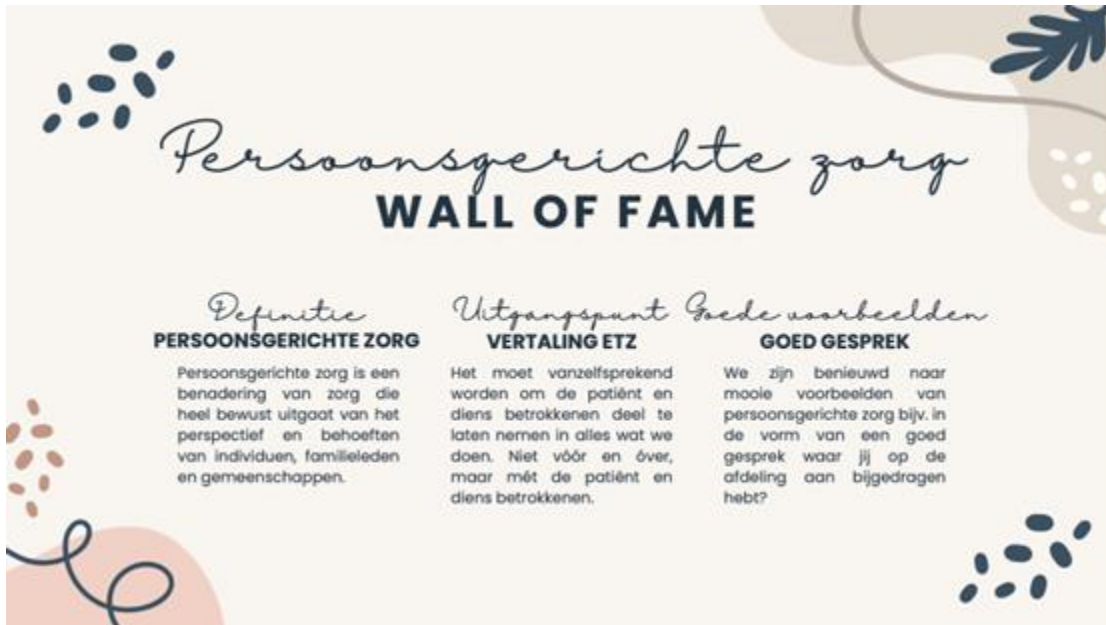 Persoonsgerichte zorg
WALL OF FAME
Definitie
PERSOONSGERICHTE ZORG
Persoonsgerichte zorg is een
benadering van zorg die
heel bewust uitgaat van het
perspectief en behoeften
van individuen, familieleden
en gemeenschappen.
Uitgangspunt
VERTALING ETZ
Het moet vanzelfsprekend
worden om de patiënt en
diens betrokkenen deel te
laten nemen in alles wat we
doen. Niet vóór en óver,
maar mét de patiënt en
diens betrokkenen.
Goede voorbeelden
GOED GESPREK
We zijn benieuwd naar
mooie voorbeelden van
persoonsgerichte zorg bijv. in
de vorm van een goed
gesprek waar jij op de
afdeling aan bijgedragen
hebt?